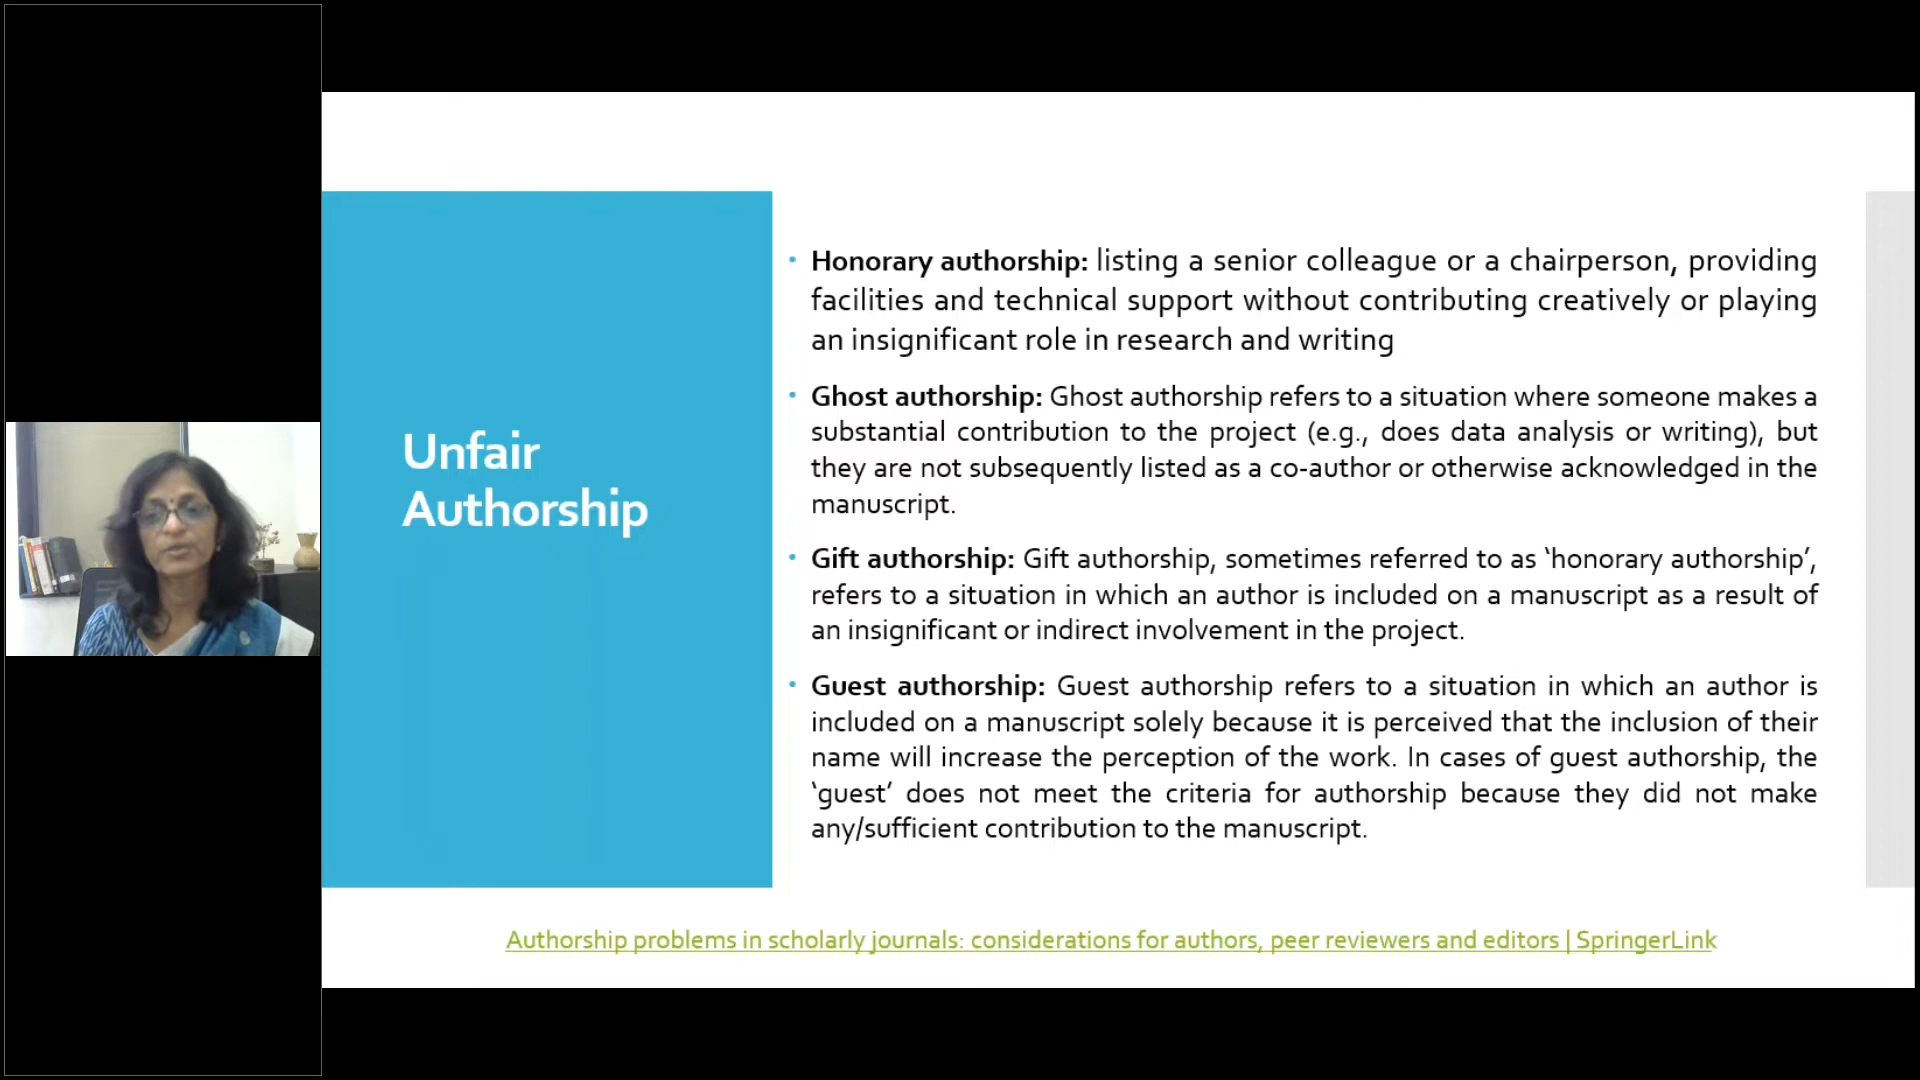 Unfair
Authorship
• Honorary authorship: listing a senior colleague or a chairperson, providing
facilities and technical support without contributing creatively or playing
an insignificant role in research and writing
• Ghost authorship: Ghost authorship refers to a situation where someone makes a
substantial contribution to the project (e.g., does data analysis or writing), but
they are not subsequently listed as a co-author or otherwise acknowledged in the
manuscript.
• Gift authorship: Gift authorship, sometimes referred to as ‘honorary authorship’,
refers to a situation in which an author is included on a manuscript as a result of
an insignificant or indirect involvement in the project.
• Guest authorship: Guest authorship refers to a situation in which an author is
included on a manuscript solely because it is perceived that the inclusion of their
name will increase the perception of the work. In cases of guest authorship, the
‘guest’ does not meet the criteria for authorship because they did not make
any/sufficient contribution to the manuscript.
Authorship problems in scholarly journals: considerations for authors, peer reviewers and editors | SpringerLink